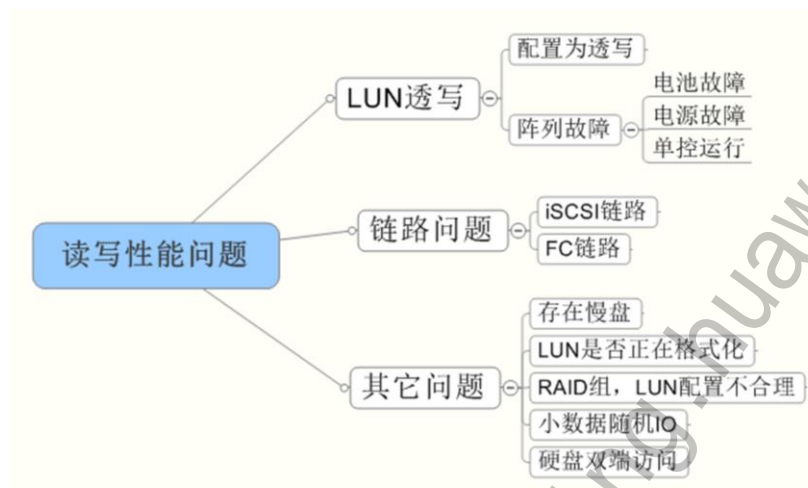 读写性能问题
LUN透写
配置为透写
阵列故障
电池故障
电源故障
单控运行
链路问题
iSCSI链路
FC链路
其它问题
存在慢盘
LUN是否正在格式化
RAID组，LUN配置不合理
小数据随机IO
硬盘双端访问
ng.huaw